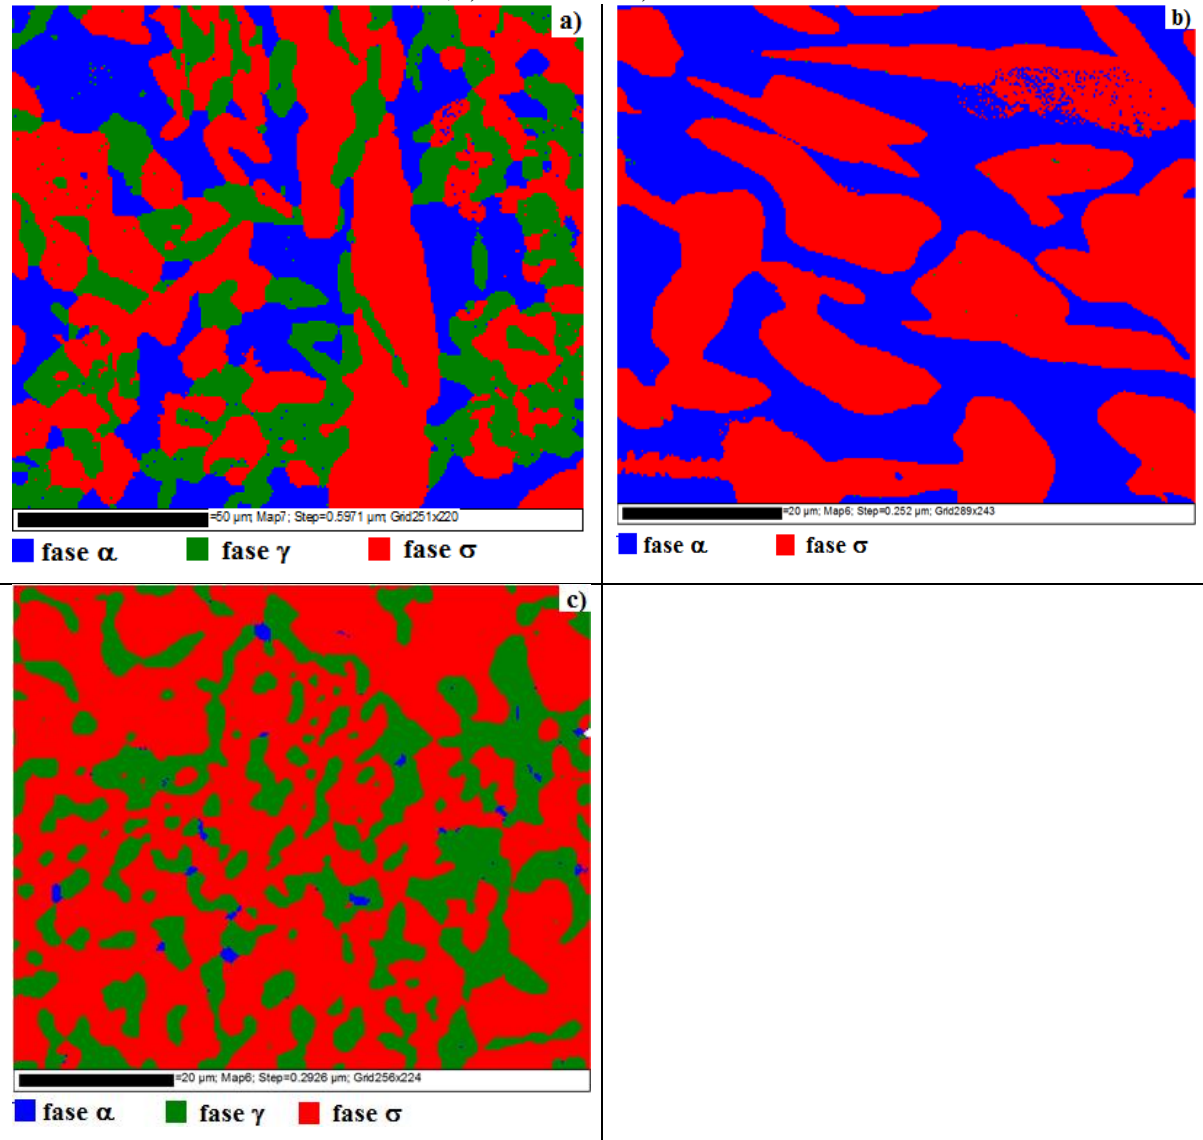 a)
=50 µm; Map7; Step=0.5971 µm; Grid251x220
fase α fase γ fase σ
b)
=20 µm; Map6; Step=0.252 µm; Grid289x243
fase α fase σ
c)
=20 µm; Map6; Step=0.2926 µm; Grid256x224
fase α fase γ fase σ